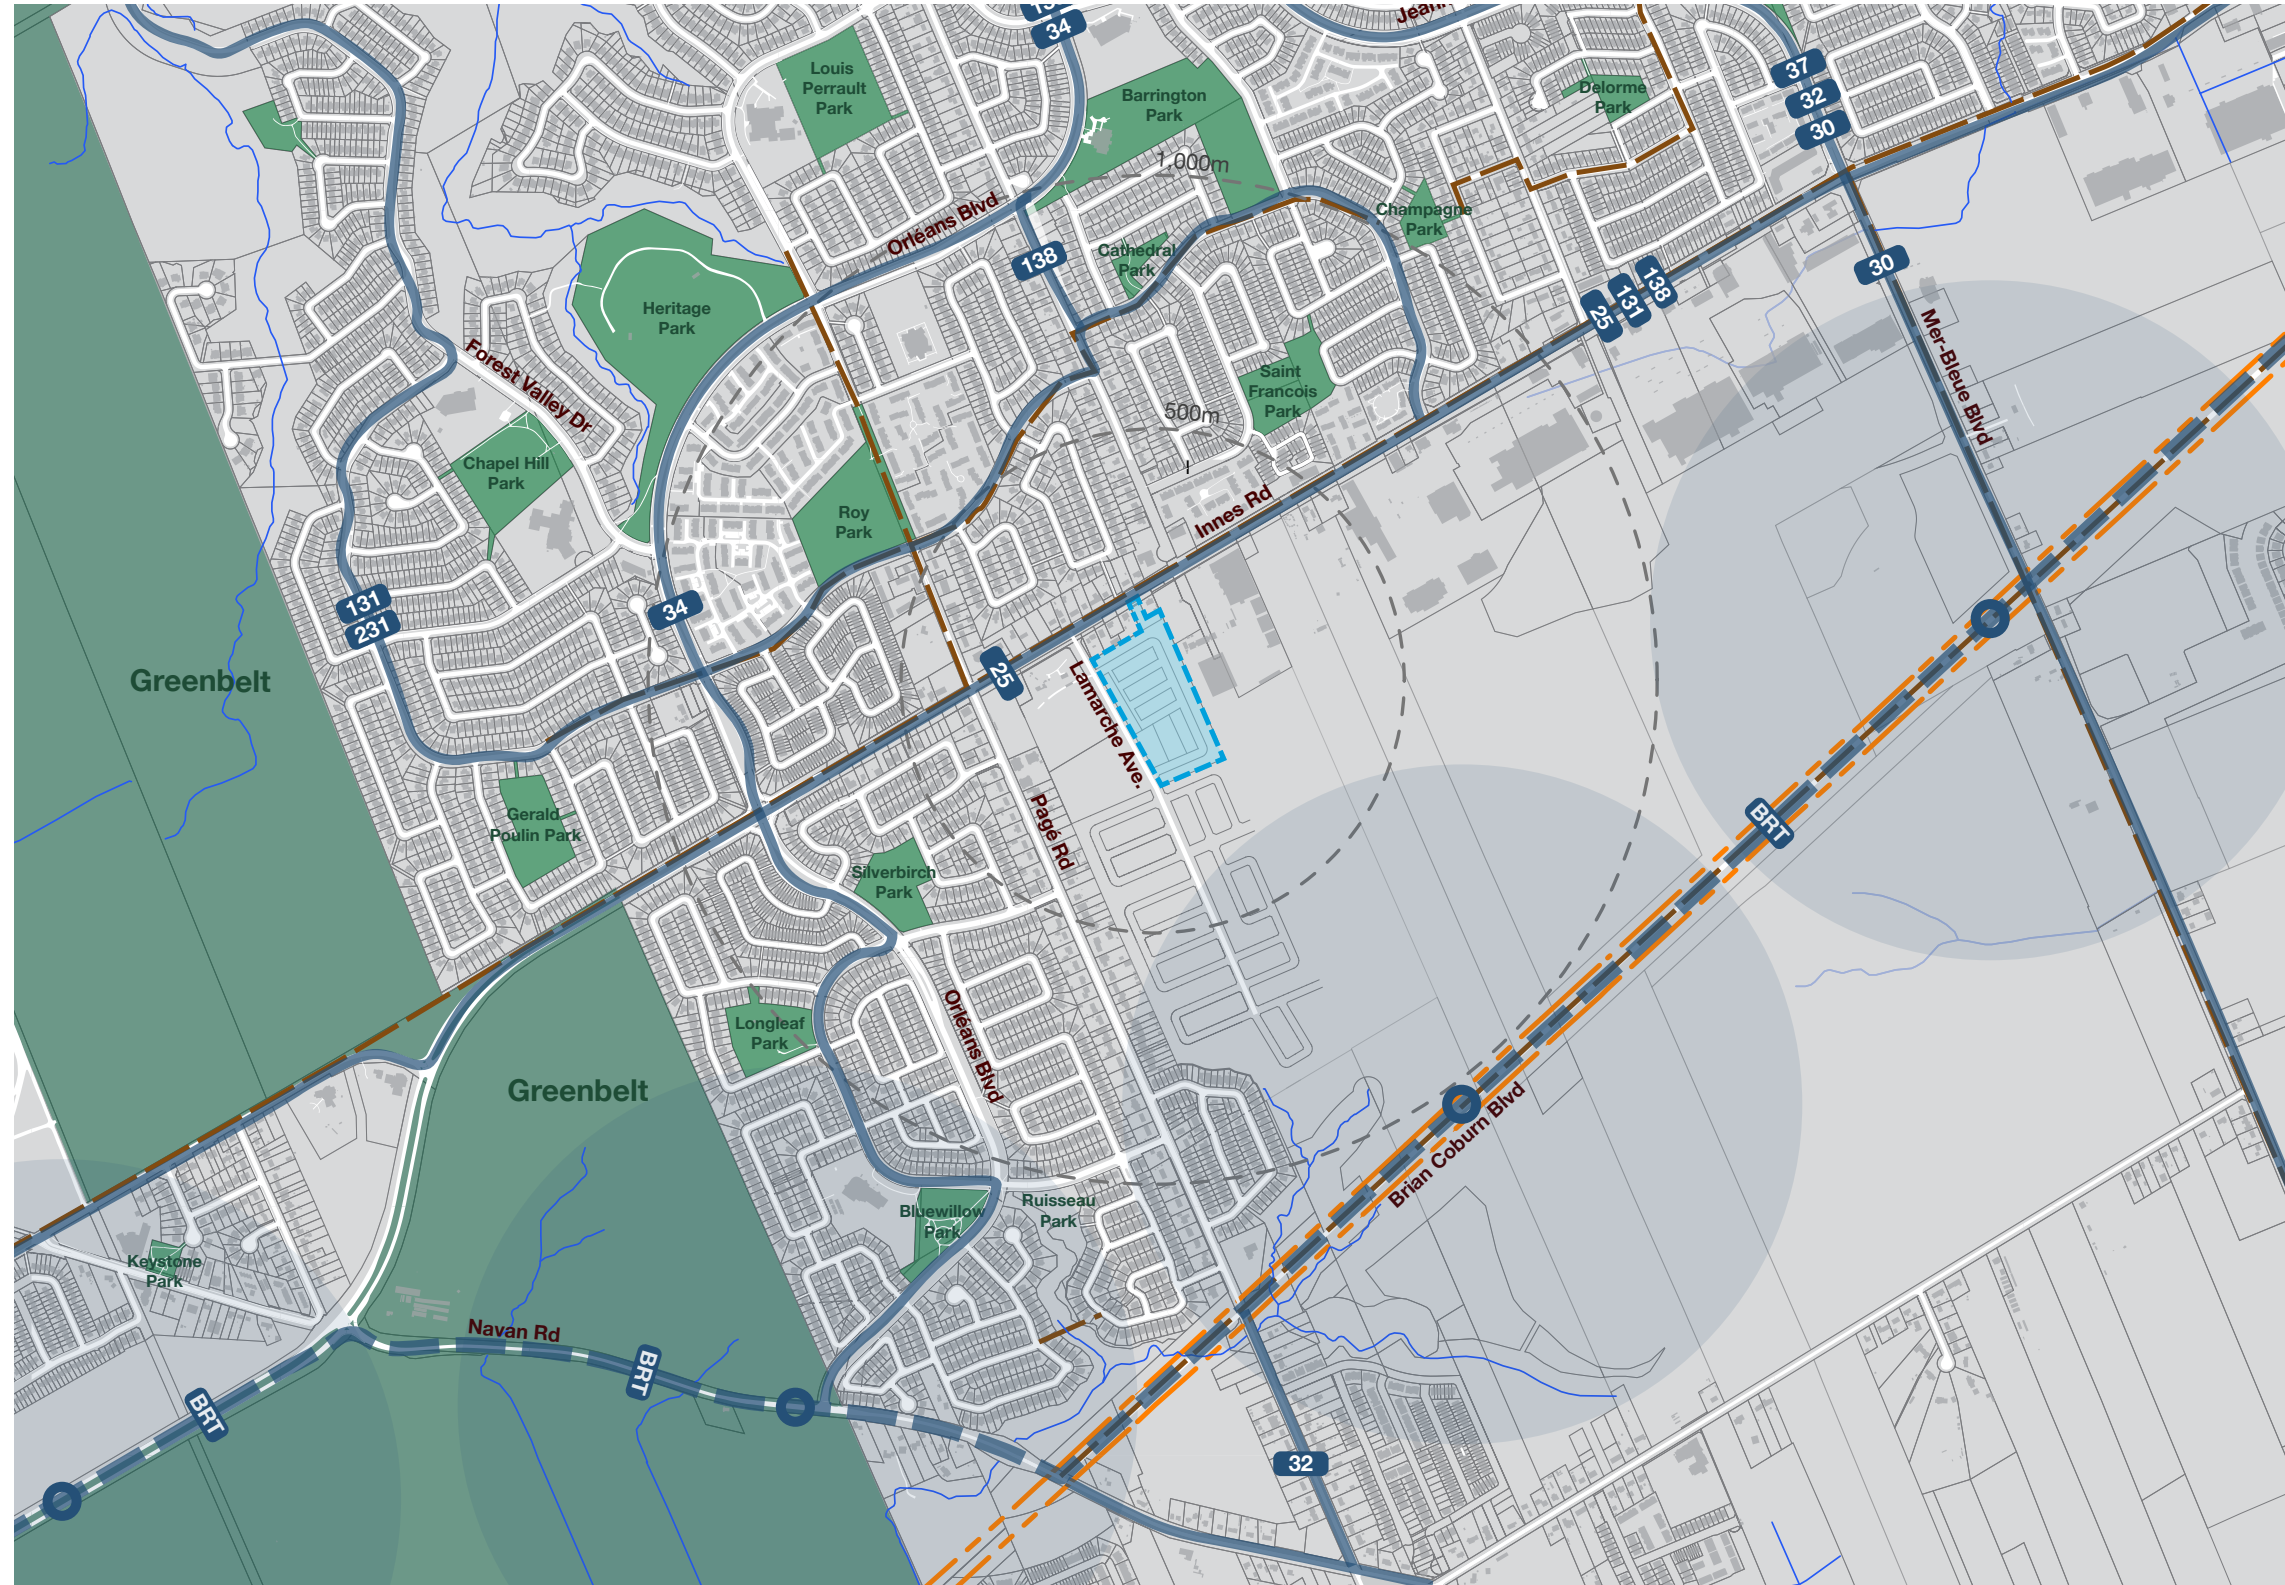 34
Jeann
37
32
30
Louis
Perrault
Park
Barrington
Park
Delorme
Park
1,000m
Orléans Blvd
Champagne
Park
138
Cathedral
Park
30
138
131
25
Heritage
Park
Mer-Bleue Blvd
Forest Valley Dr
Saint
Francois
Park
500m
Chapel Hill
Park
Roy
Park
Innes Rd
131
231
34
Greenbelt
25
Lamarche Ave.
Gerald
Poulin Park
Pagé Rd
BRT
Silverbirch
Park
Longleaf
Park
Orléans Blvd
Greenbelt
Brian Coburn Blvd
Bluewillow
Park
Ruisseau
Park
Keystone
Park
Navan Rd
BRT
BRT
32